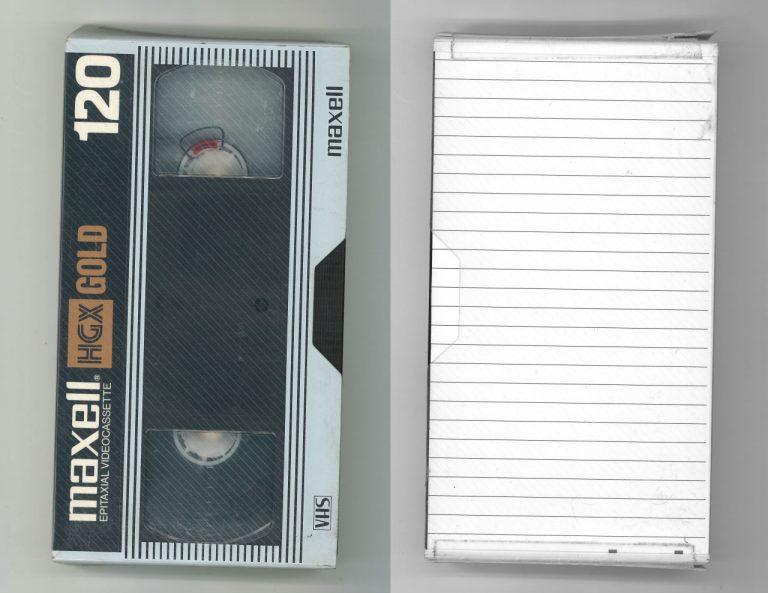 maxell®
EPITAXIAL VIDEOCASSETTE
HGX GOLD
120
maxell
VHS